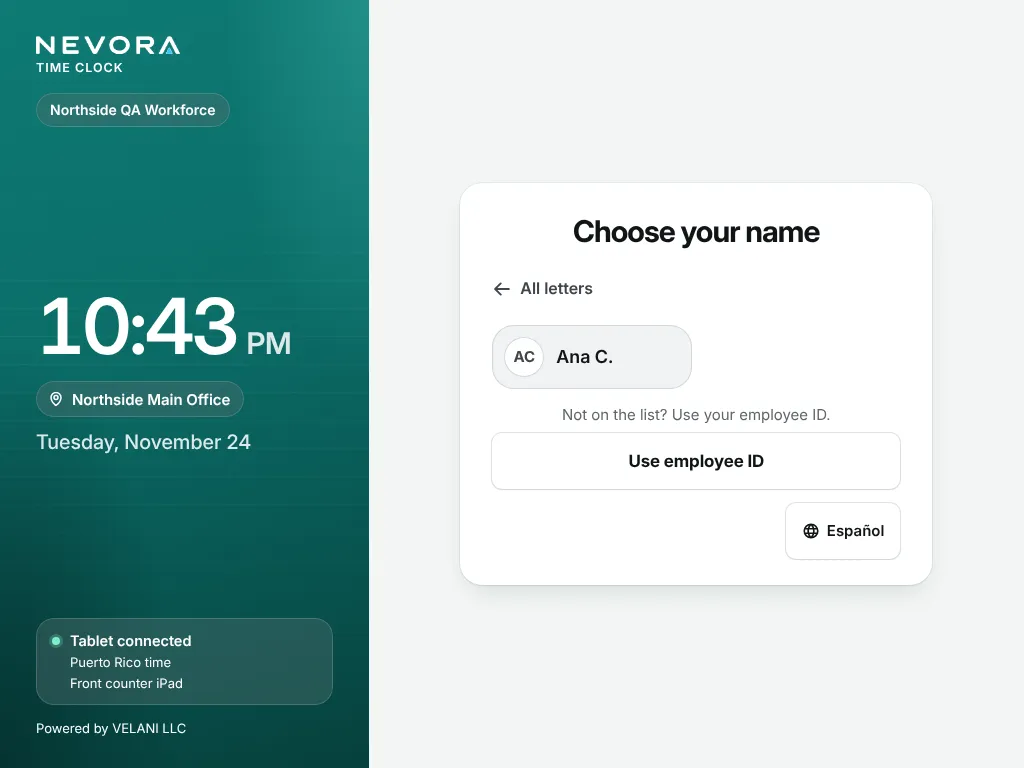 NEVORA
TIME CLOCK
Northside QA Workforce
10:43 PM
Northside Main Office
Tuesday, November 24
Tablet connected
Puerto Rico time
Front counter iPad
Powered by VELANI LLC
Choose your name
All letters
AC Ana C.
Not on the list? Use your employee ID.
Use employee ID
Español